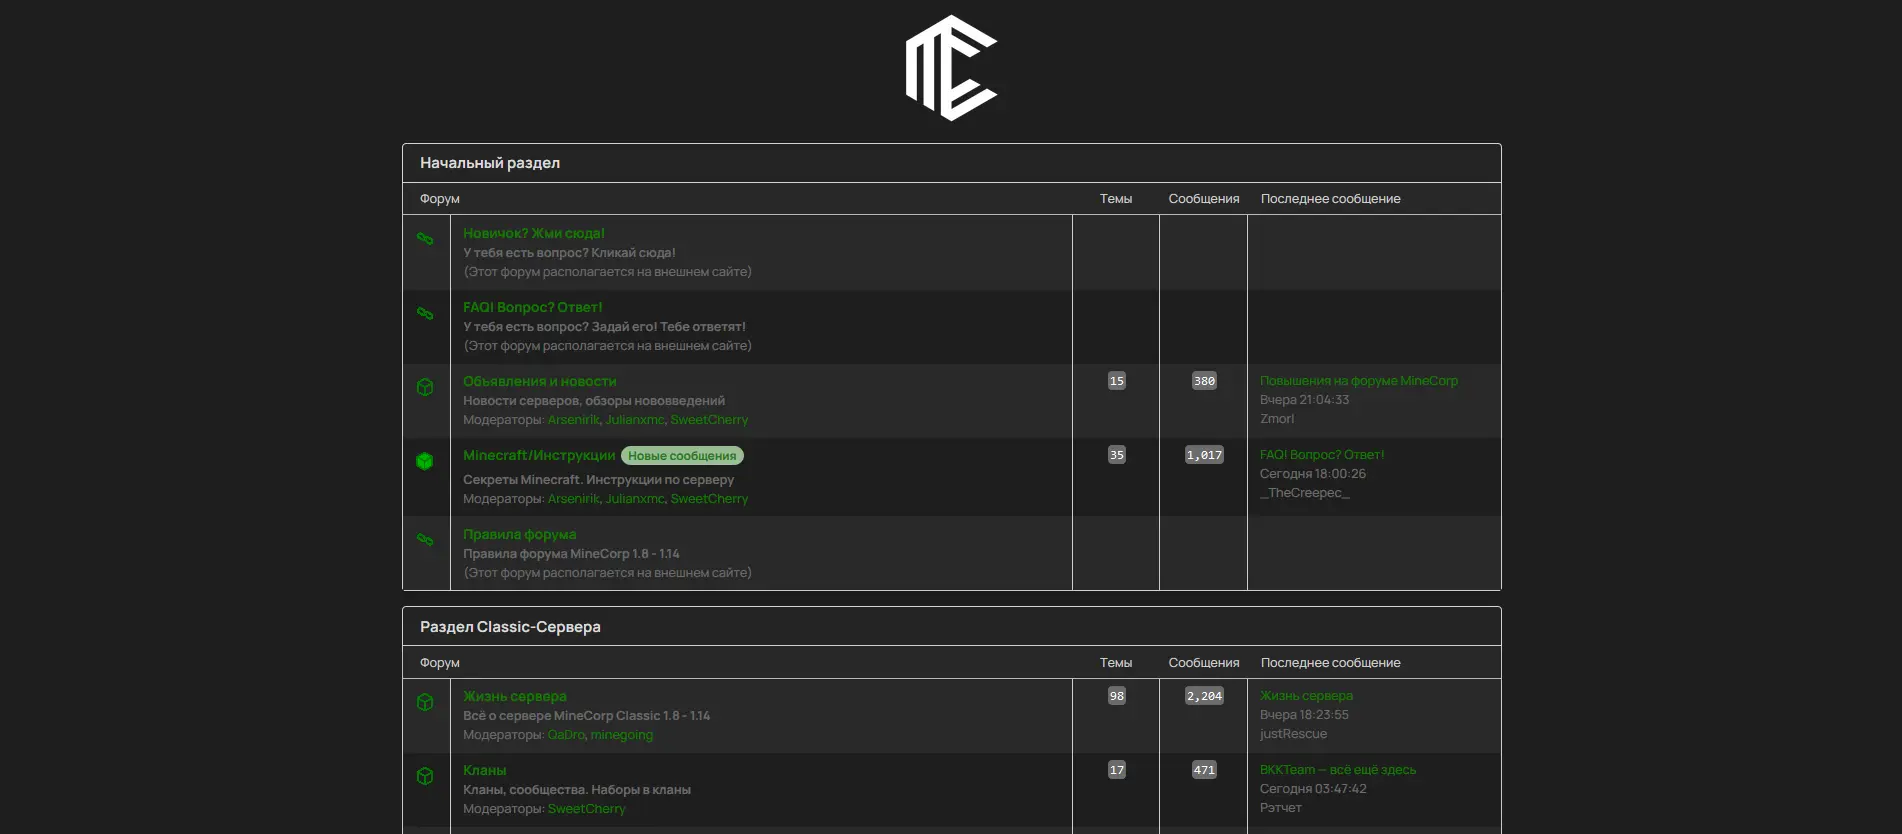 Начальный раздел
Форум Темы Сообщения Последнее сообщение
Новичок? Жми сюда!
У тебя есть вопрос? Кликай сюда!
(Этот форум располагается на внешнем сайте)
FAQ! Вопрос? Ответ!
У тебя есть вопрос? Задай его! Тебе ответят!
(Этот форум располагается на внешнем сайте)
Объявления и новости 15 380 Повышения на форуме MineCorp
Новости серверов, обзоры нововведений Вчера 21:04:33
Модераторы: Arsenirik, Julianxmc, SweetCherry Zmorl
Minecraft/Инструкции Новые сообщения 35 1,017 FAQ! Вопрос? Ответ!
Секреты Minecraft. Инструкции по серверу Сегодня 18:00:26
Модераторы: Arsenirik, Julianxmc, SweetCherry _TheCreepec_
Правила форума
Правила форума MineCorp 1.8 - 1.14
(Этот форум располагается на внешнем сайте)
Раздел Classic-Сервера
Форум Темы Сообщения Последнее сообщение
Жизнь сервера 98 2,204 Жизнь сервера
Всё о сервере MineCorp Classic 1.8 - 1.14 Вчера 18:23:55
Модераторы: QaDro, minegoing justRescue
Кланы 17 471 BKKTeam — всё ещё здесь
Кланы, сообщества. Наборы в кланы Сегодня 03:47:42
Модераторы: SweetCherry Рэтчет